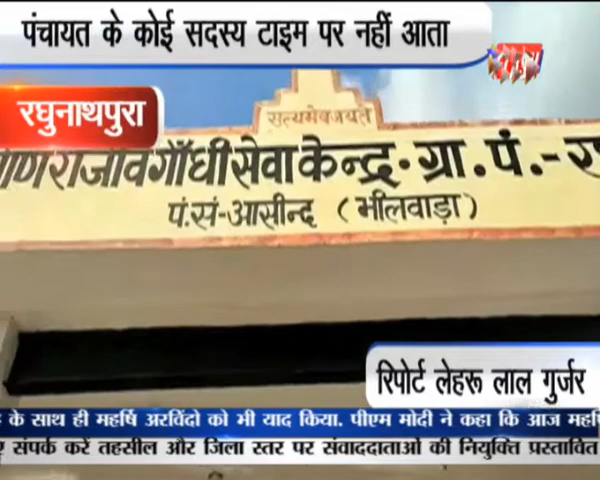 पंचायत के कोई सदस्य टाइम पर नहीं आता
रघुनाथपुरा
सत्यमेव जयते
राजीव गाँधी सेवा केन्द्र • ग्रा. पं. -
पं.सं-आसीन्द (भीलवाड़ा)
रिपोर्ट लेहरू लाल गुर्जर
के साथ ही महर्षि अरविंदो को भी याद किया. पीएम मोदी ने कहा कि आज
संपर्क करें तहसील और जिला स्तर पर संवाददाताओं की नियुक्ति प्रस्तावित